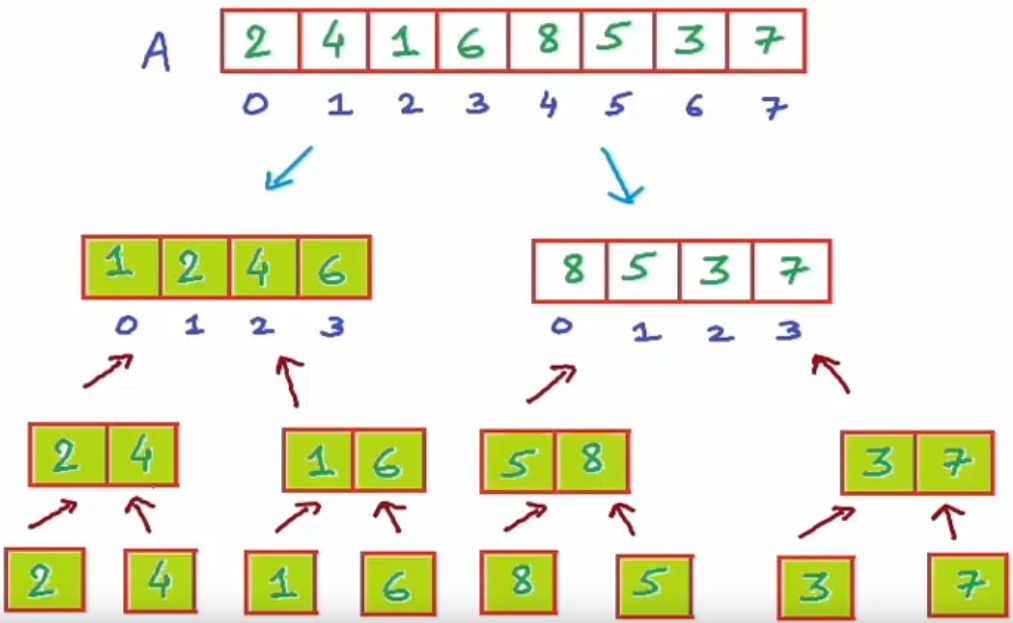 A 2 4 1 6 8 5 3 7
0 1 2 3 4 5 6 7
1 2 4 6 8 5 3 7
0 1 2 3 0 1 2 3
2 4 1 6 5 8 3 7
2 4 1 6 8 5 3 7